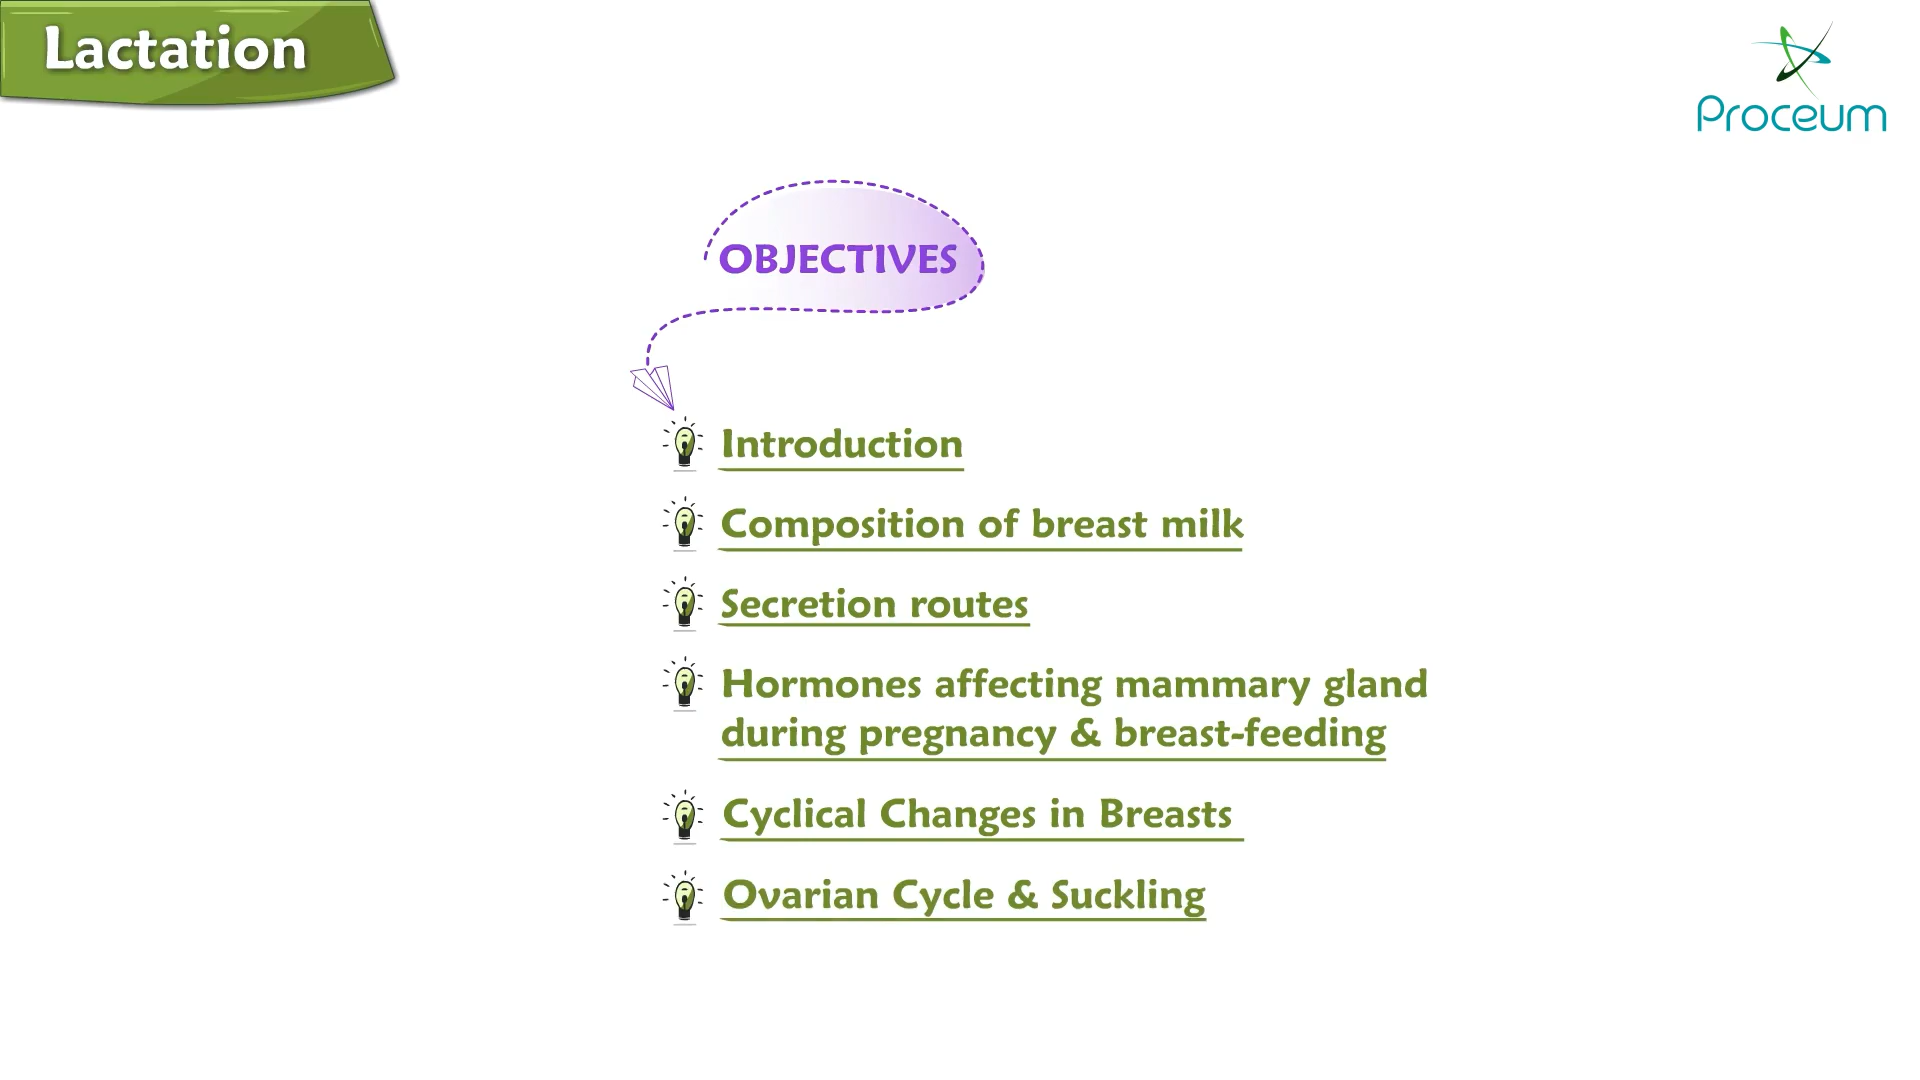 Lactation
Proceum
OBJECTIVES
Introduction
Composition of breast milk
Secretion routes
Hormones affecting mammary gland
during pregnancy & breast-feeding
Cyclical Changes in Breasts
Ovarian Cycle & Suckling